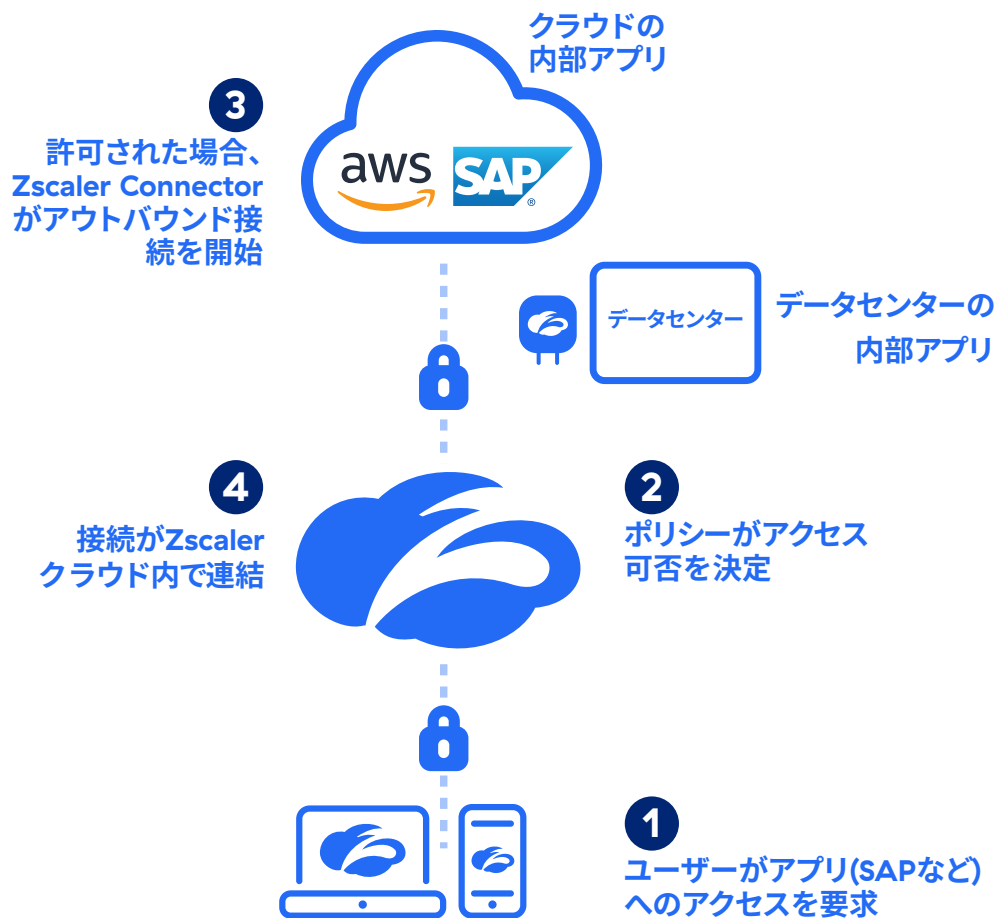 クラウドの
内部アプリ
3
許可された場合、
Zscaler Connector
がアウトバウンド接
続を開始
aws
SAP
®
データセンター
データセンターの
内部アプリ
4
接続がZscaler
クラウド内で連結
2
ポリシーがアクセス
可否を決定
1
ユーザーがアプリ(SAPなど)
へのアクセスを要求